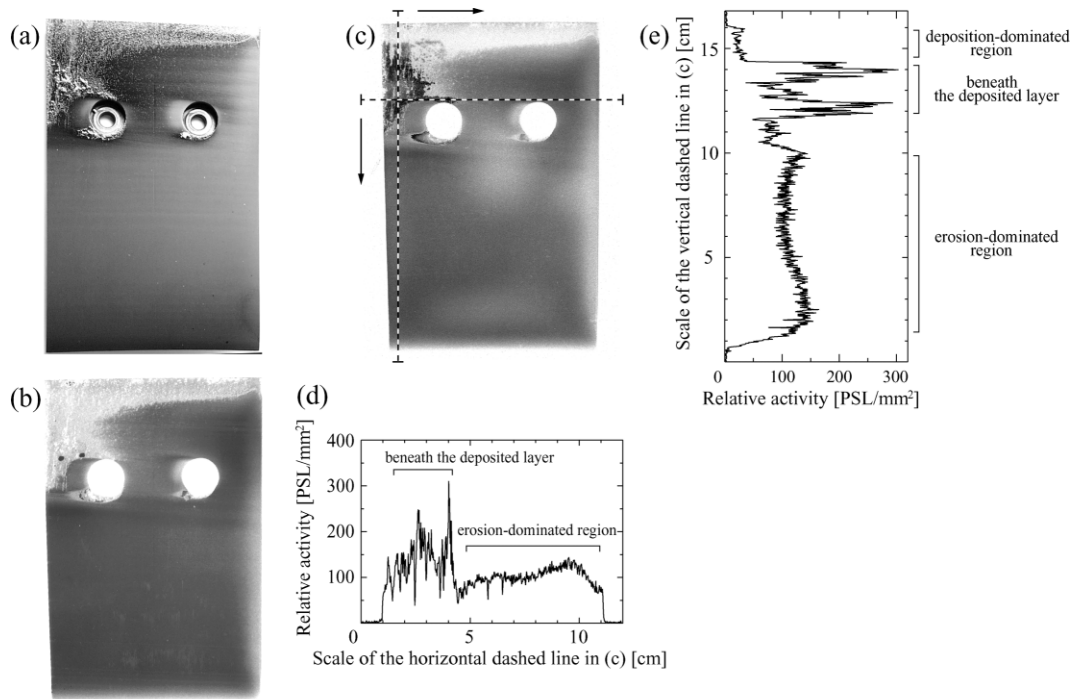 (a)
(b)
(c)
(d)
400
300
200
100
0
5
10
Relative activity [PSL/mm²]
beneath the deposited layer
erosion-dominated region
Scale of the horizontal dashed line in (c) [cm]
(e)
15
10
5
0
100
200
300
Scale of the vertical dashed line in (c) [cm]
Relative activity [PSL/mm²]
deposition-dominated
region
beneath
the deposited layer
erosion-dominated
region